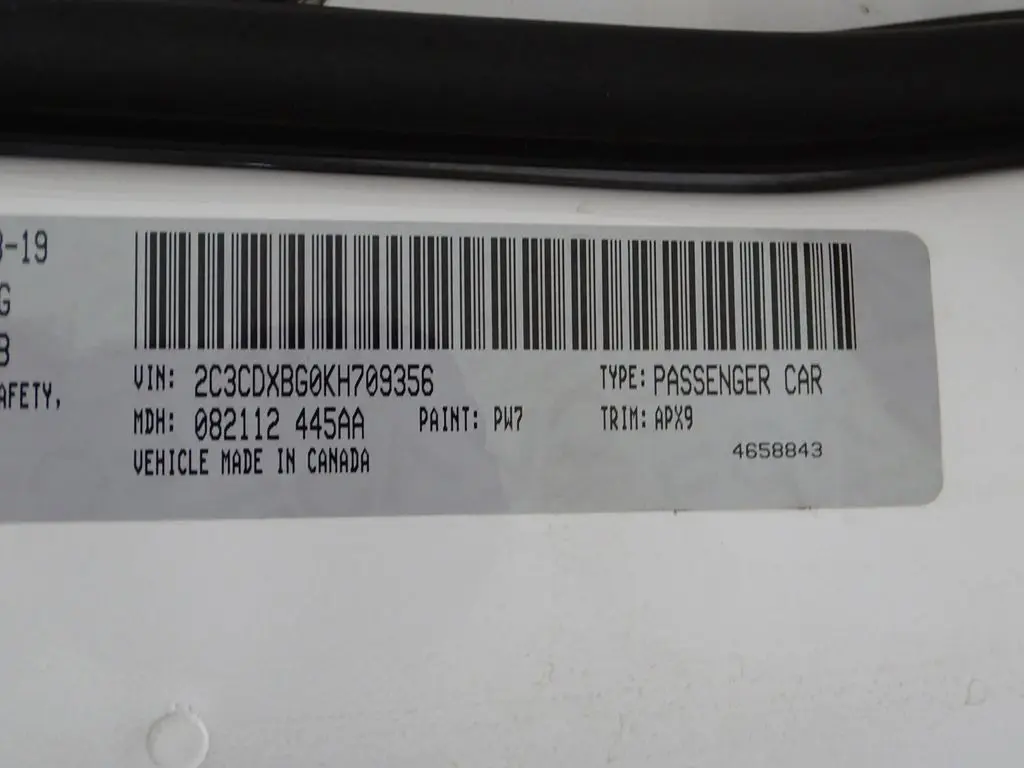 -19
G
B
AFETY,
VIN: 2C3CDXBG0KH709356 TYPE: PASSENGER CAR
MDH: 082112 445AA PAINT: PW7 TRIM: APX9
VEHICLE MADE IN CANADA
4658843